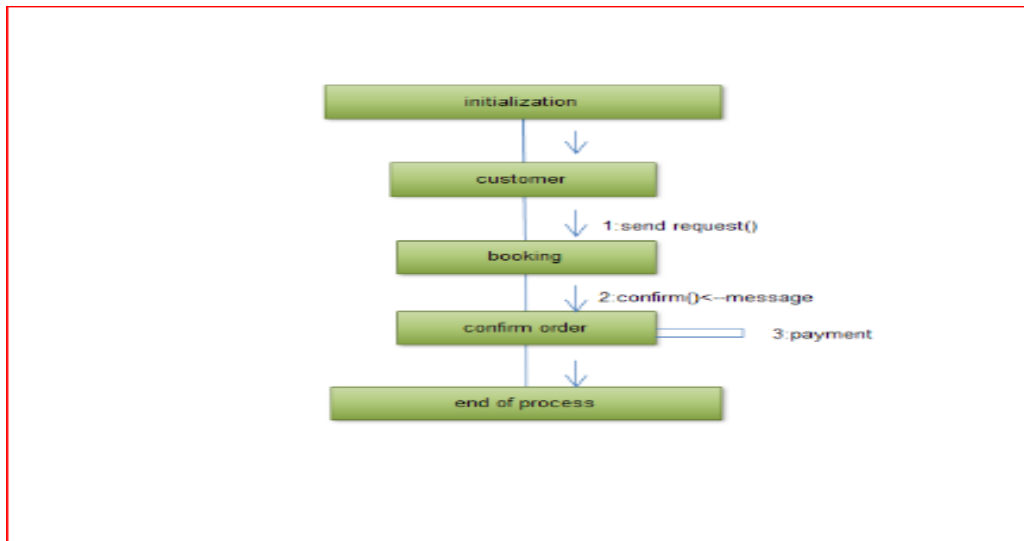 initialization
customer
1:send request()
booking
2:confirm()<--message
confirm order
3:payment
end of process